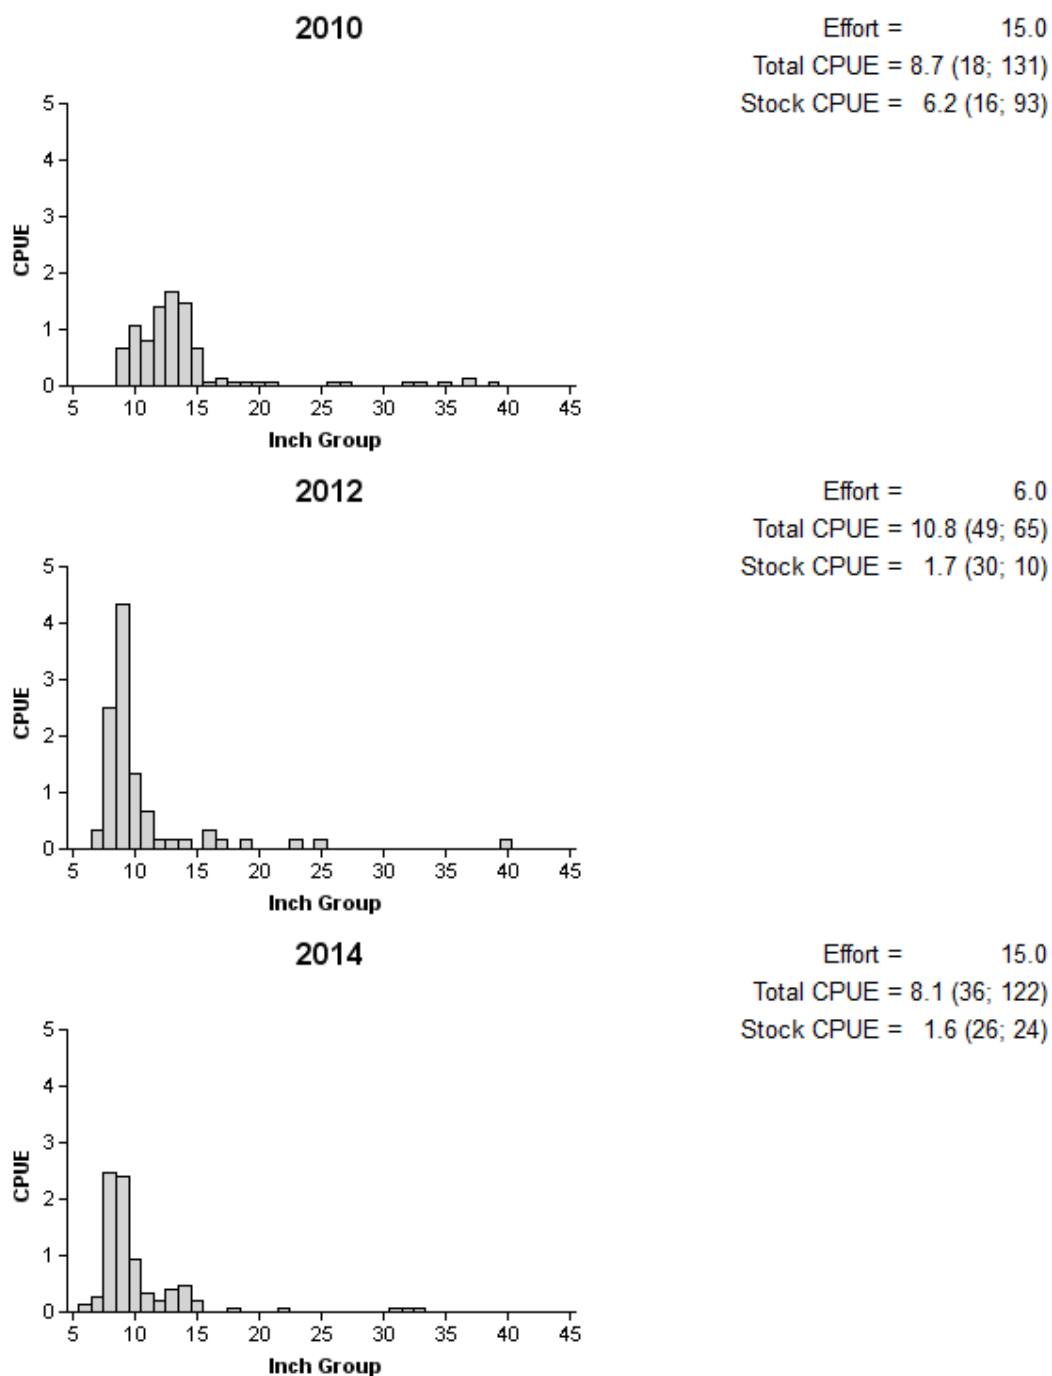 2010
Effort = 15.0
Total CPUE = 8.7 (18; 131)
Stock CPUE = 6.2 (16; 93)
5
4
3
2
1
0
CPUE
5 10 15 20 25 30 35 40 45
Inch Group
2012
Effort = 6.0
Total CPUE = 10.8 (49; 65)
Stock CPUE = 1.7 (30; 10)
5
4
3
2
1
0
CPUE
5 10 15 20 25 30 35 40 45
Inch Group
2014
Effort = 15.0
Total CPUE = 8.1 (36; 122)
Stock CPUE = 1.6 (26; 24)
5
4
3
2
1
0
CPUE
5 10 15 20 25 30 35 40 45
Inch Group